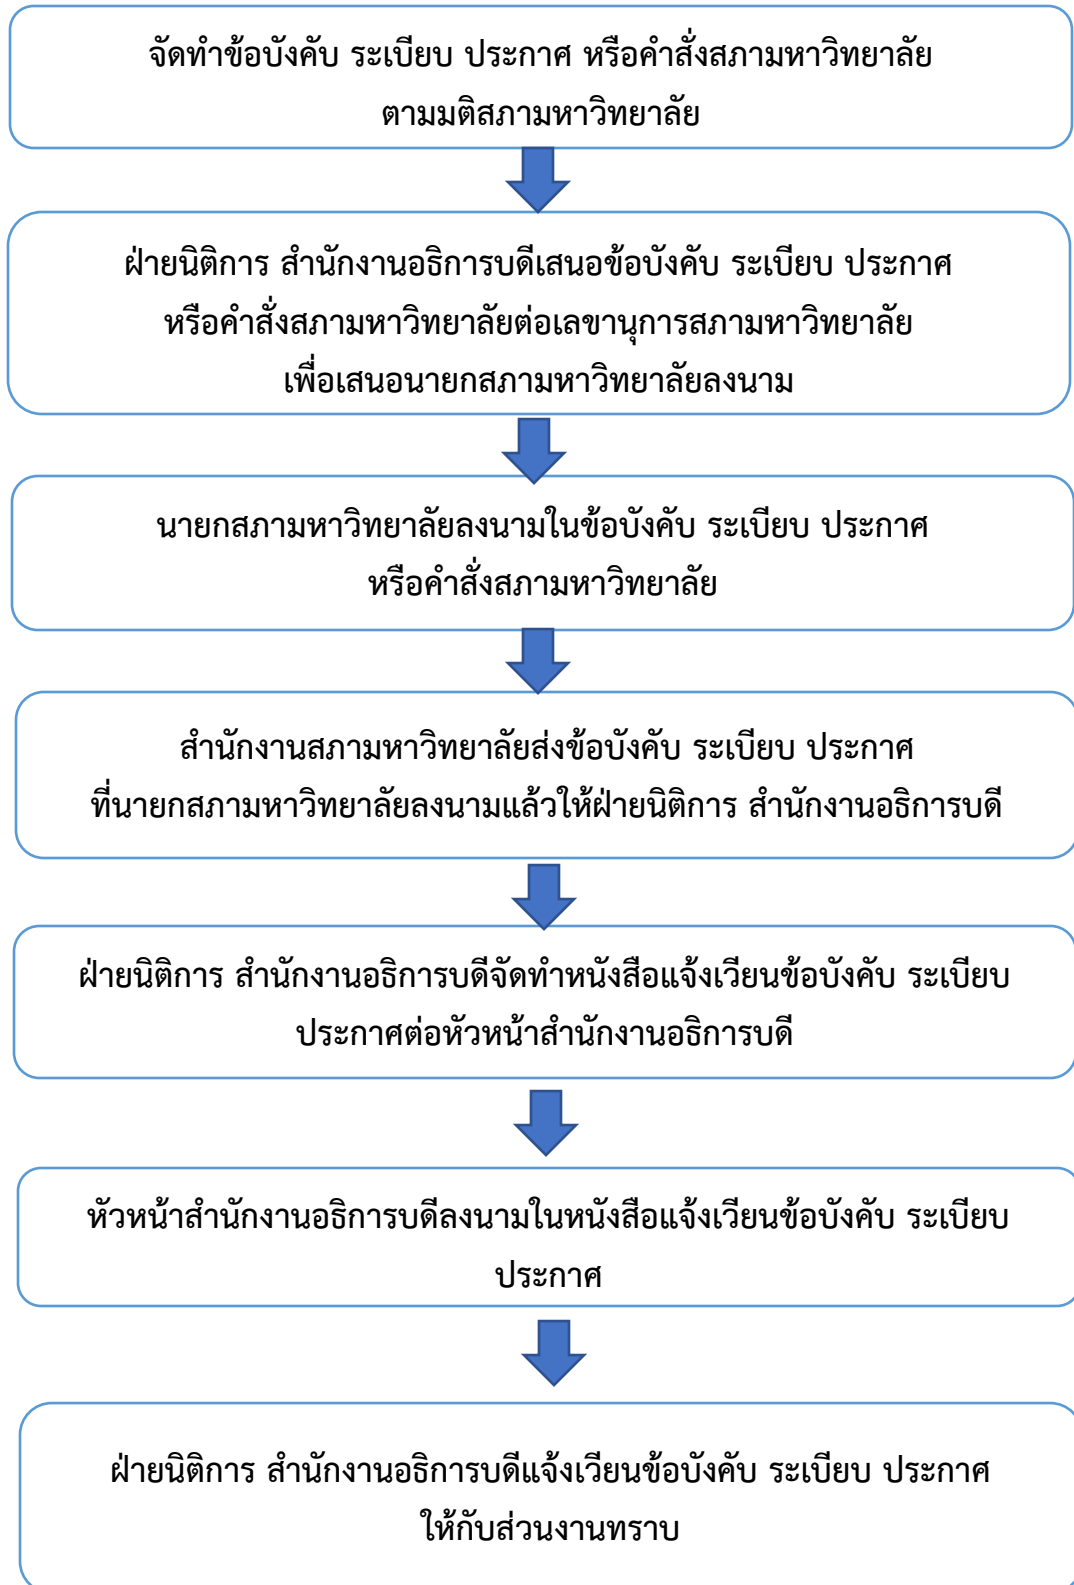 จัดทำข้อบังคับ ระเบียบ ประกาศ หรือคำสั่งสภามหาวิทยาลัย
ตามมติสภามหาวิทยาลัย
ฝ่ายนิติการ สำนักงานอธิการบดีเสนอข้อบังคับ ระเบียบ ประกาศ
หรือคำสั่งสภามหาวิทยาลัยต่อเลขานุการสภามหาวิทยาลัย
เพื่อเสนอนายกสภามหาวิทยาลัยลงนาม
นายกสภามหาวิทยาลัยลงนามในข้อบังคับ ระเบียบ ประกาศ
หรือคำสั่งสภามหาวิทยาลัย
สำนักงานสภามหาวิทยาลัยส่งข้อบังคับ ระเบียบ ประกาศ
ที่นายกสภามหาวิทยาลัยลงนามแล้วให้ฝ่ายนิติการ สำนักงานอธิการบดี
ฝ่ายนิติการ สำนักงานอธิการบดีจัดทำหนังสือแจ้งเวียนข้อบังคับ ระเบียบ
ประกาศต่อหัวหน้าสำนักงานอธิการบดี
หัวหน้าสำนักงานอธิการบดีลงนามในหนังสือแจ้งเวียนข้อบังคับ ระเบียบ
ประกาศ
ฝ่ายนิติการ สำนักงานอธิการบดีแจ้งเวียนข้อบังคับ ระเบียบ ประกาศ
ให้กับส่วนงานทราบ